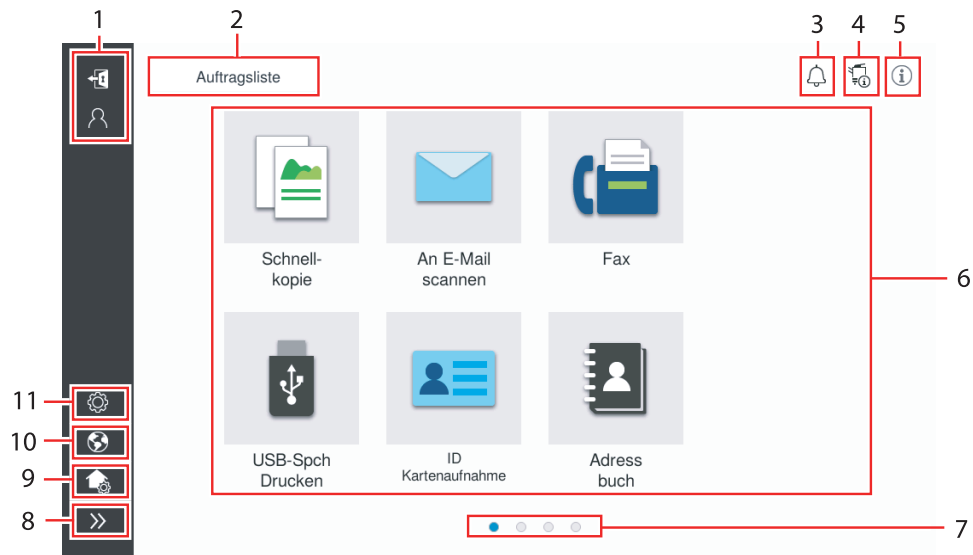 1
2
3
4
5
Auftragsliste
Schnell-
kopie
An E-Mail
scannen
Fax
6
USB-Spch
Drucken
ID
Kartenaufnahme
Adress
buch
11
10
9
8
7